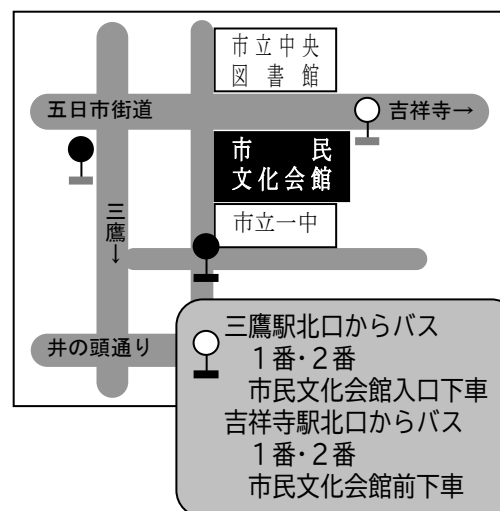 市立中央
図書館
五日市街道
吉祥寺→
市民
文化会館
三鷹↓
市立一中
井の頭通り
三鷹駅北口からバス
1番・2番
市民文化会館入口下車
吉祥寺駅北口からバス
1番・2番
市民文化会館前下車